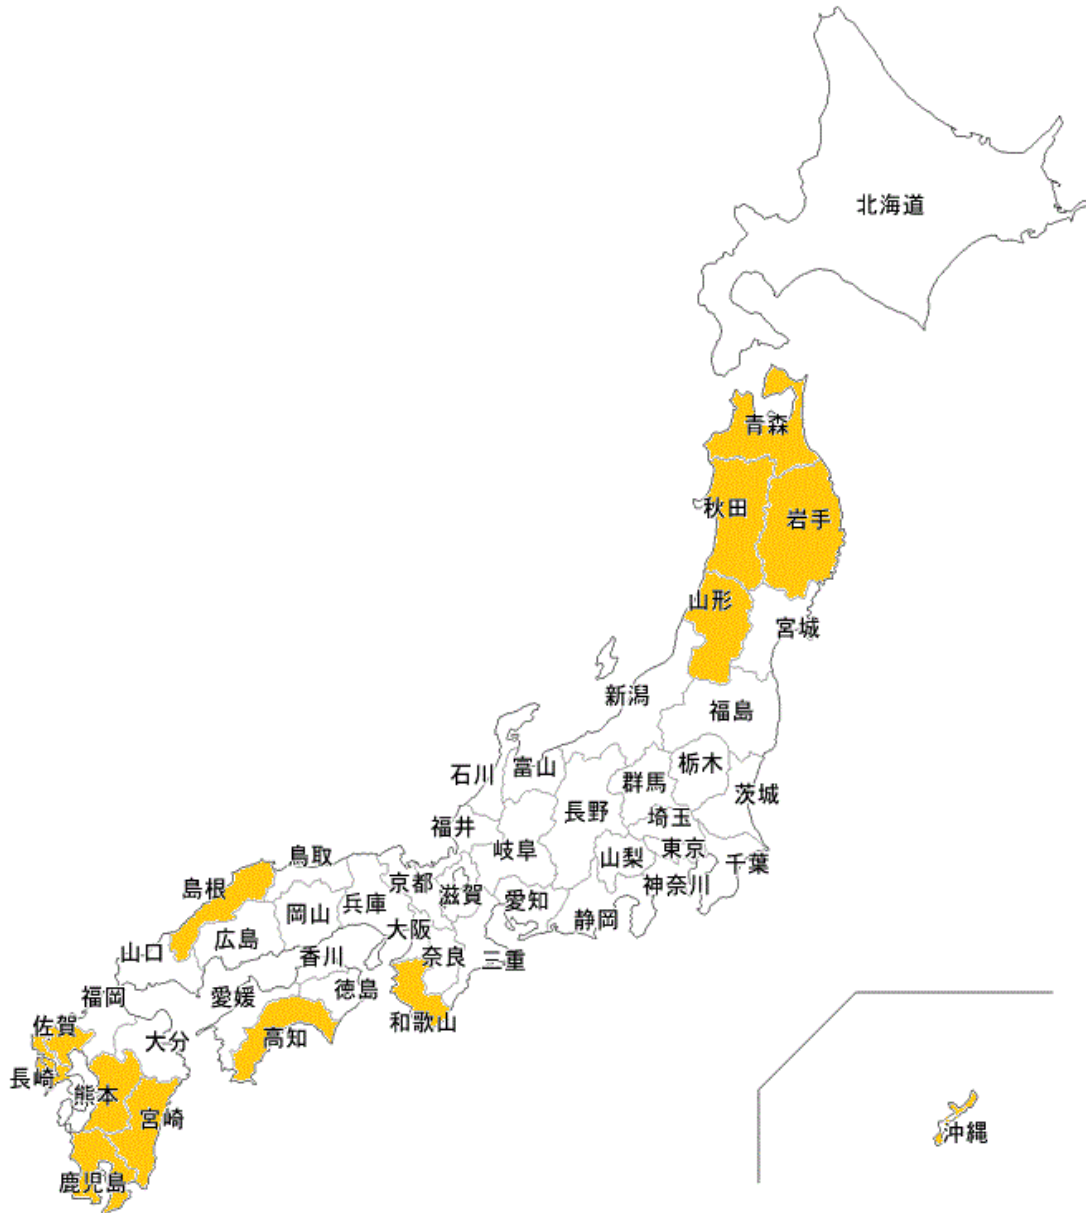 北海道
青森
秋田
岩手
山形
宮城
新潟
福島
石川
富山
群馬
栃木
茨城
長野
埼玉
福井
岐阜
山梨
東京
千葉
神奈川
鳥取
島根
京都
滋賀
愛知
静岡
岡山
兵庫
大阪
広島
山口
香川
奈良
三重
福岡
愛媛
徳島
和歌山
佐賀
大分
高知
長崎
熊本
宮崎
鹿児島
沖縄